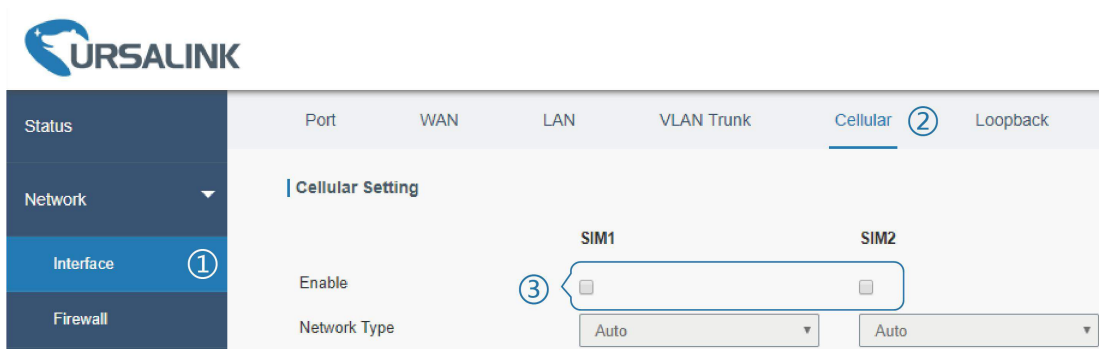 URSALINK
Status
Port WAN LAN VLAN Trunk Cellular ② Loopback
Network
Cellular Setting
SIM1 SIM2
Interface ①
Enable ③
Firewall
Network Type Auto Auto